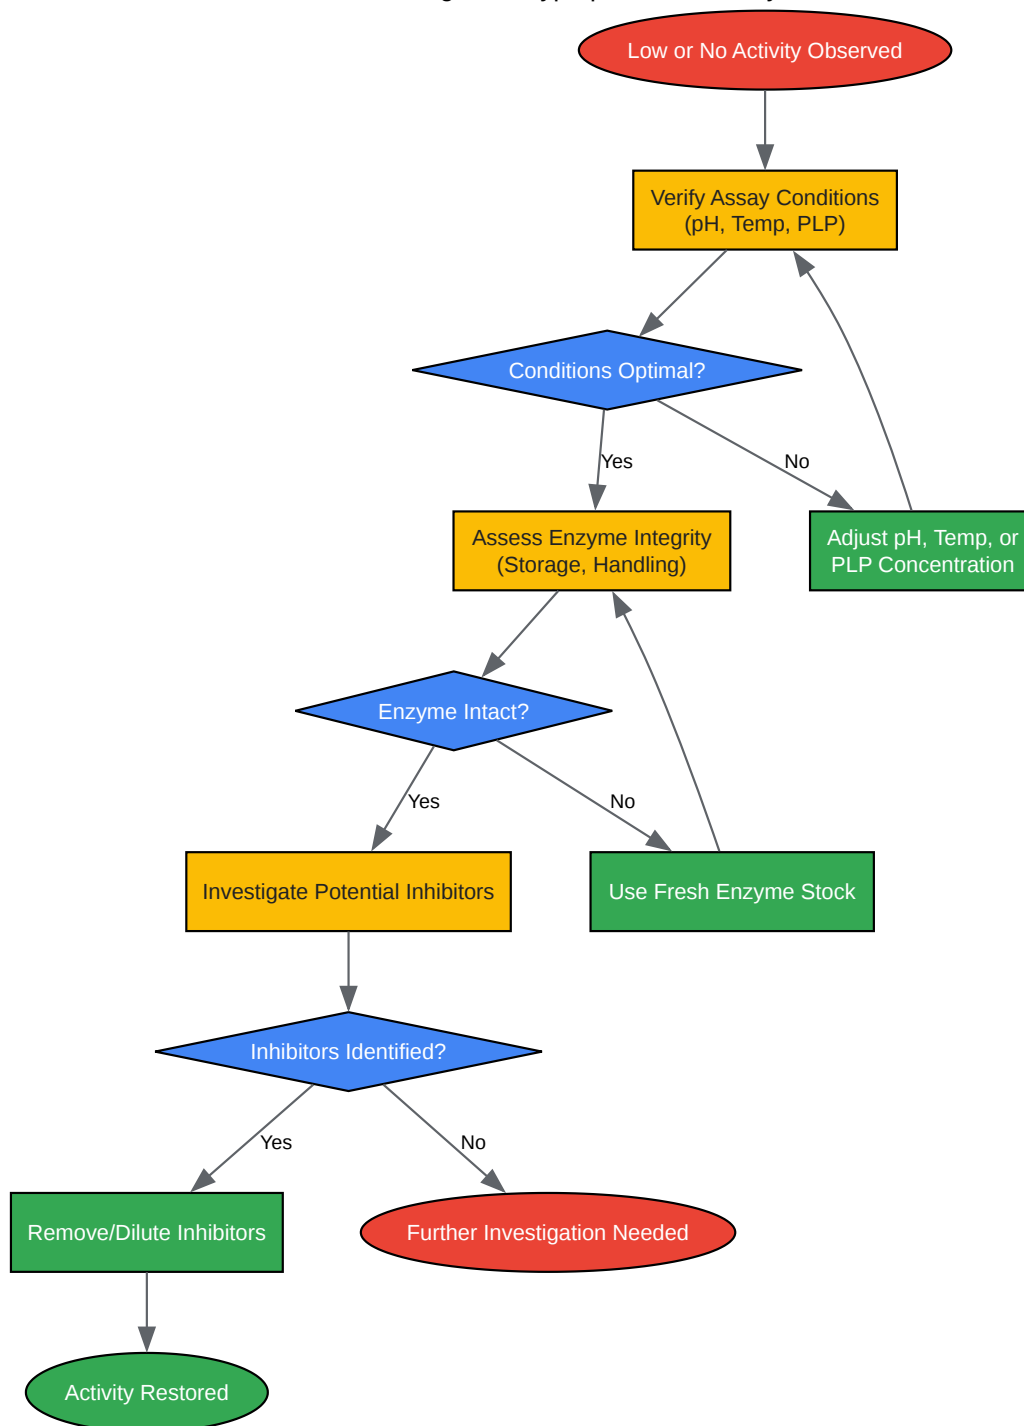 Low or No Activity Observed
Verify Assay Conditions
(pH, Temp, PLP)
Conditions Optimal?
Yes
No
Assess Enzyme Integrity
(Storage, Handling)
Adjust pH, Temp, or
PLP Concentration
Enzyme Intact?
Yes
No
Investigate Potential Inhibitors
Use Fresh Enzyme Stock
Inhibitors Identified?
Yes
No
Remove/Dilute Inhibitors
Further Investigation Needed
Activity Restored